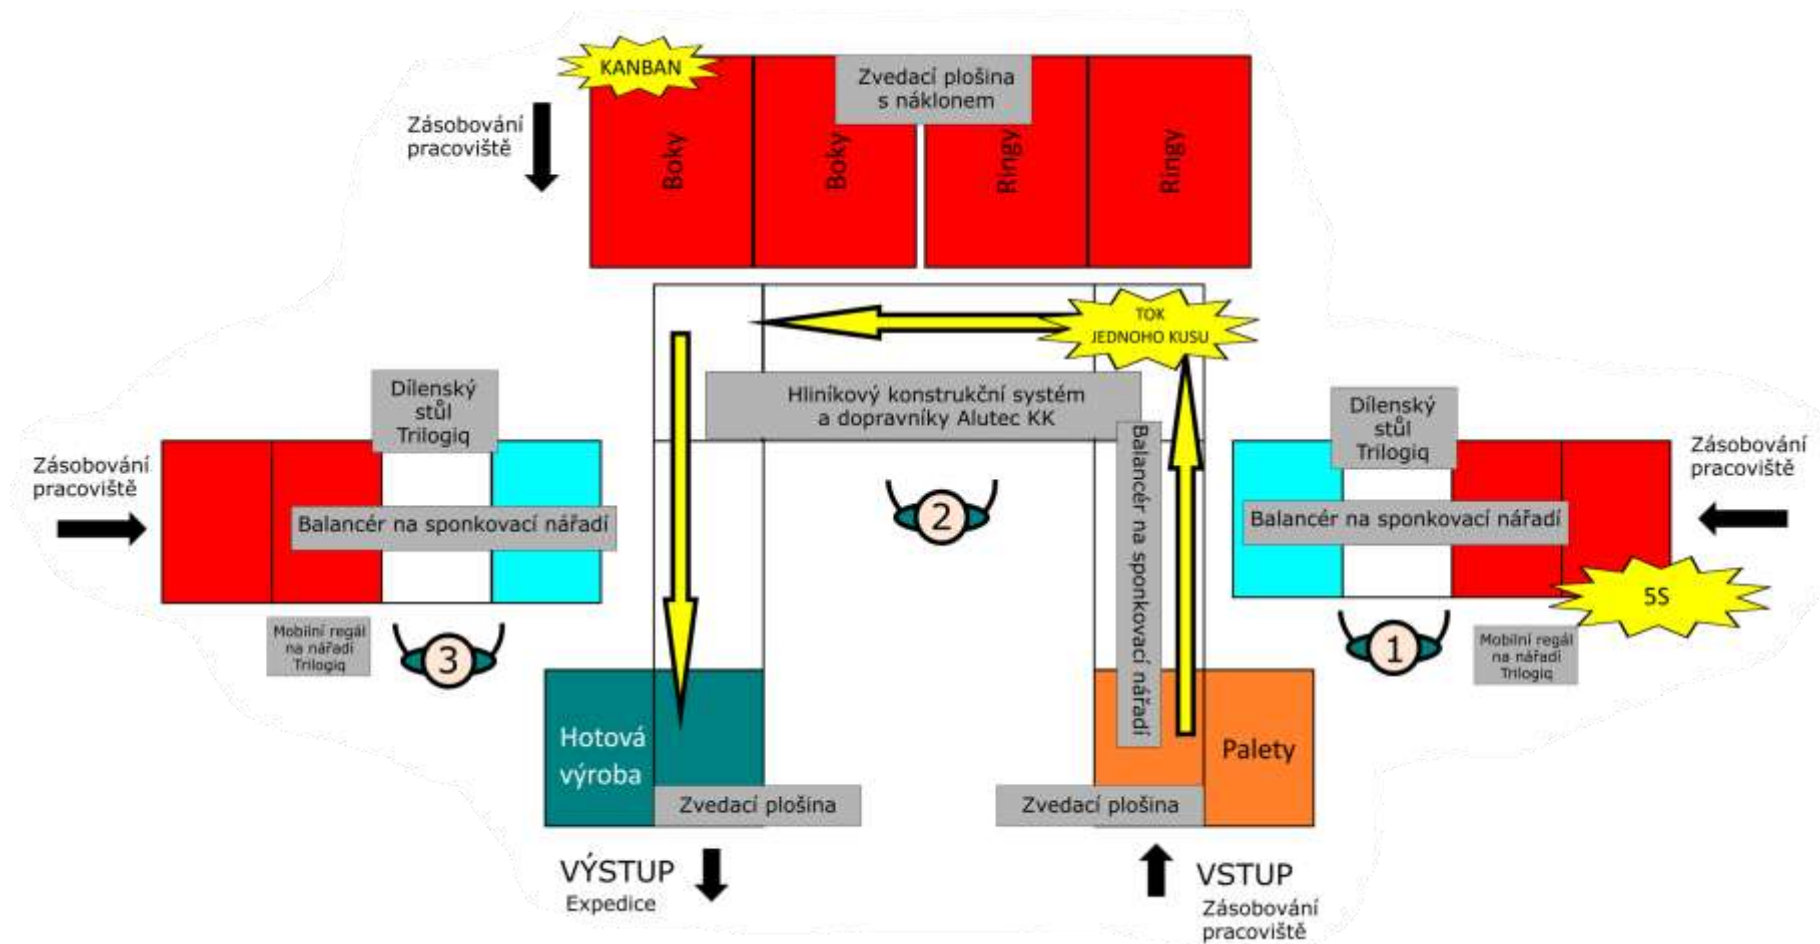 KANBAN
Zvedací plošina
s náklonem
Zásobování
pracoviště
Boky
Boky
Ringy
Ringy
TOK
JEDNOHO KUSU
Dílenský
stůl
Trilogiq
Hliníkový konstrukční systém
a dopravníky Alutec KK
Dílenský
stůl
Trilogiq
Zásobování
pracoviště
Zásobování
pracoviště
Balancér na sponkovací nářadí
2
Balancér na sponkovací nářadí
Balancér na sponkovací nářadí
5S
Mobilní regál
na nářadí
Trilogiq
3
1
Mobilní regál
na nářadí
Trilogiq
Hotová
výroba
Palety
Zvedací plošina
Zvedací plošina
VÝSTUP
Expedice
VSTUP
Zásobování
pracoviště